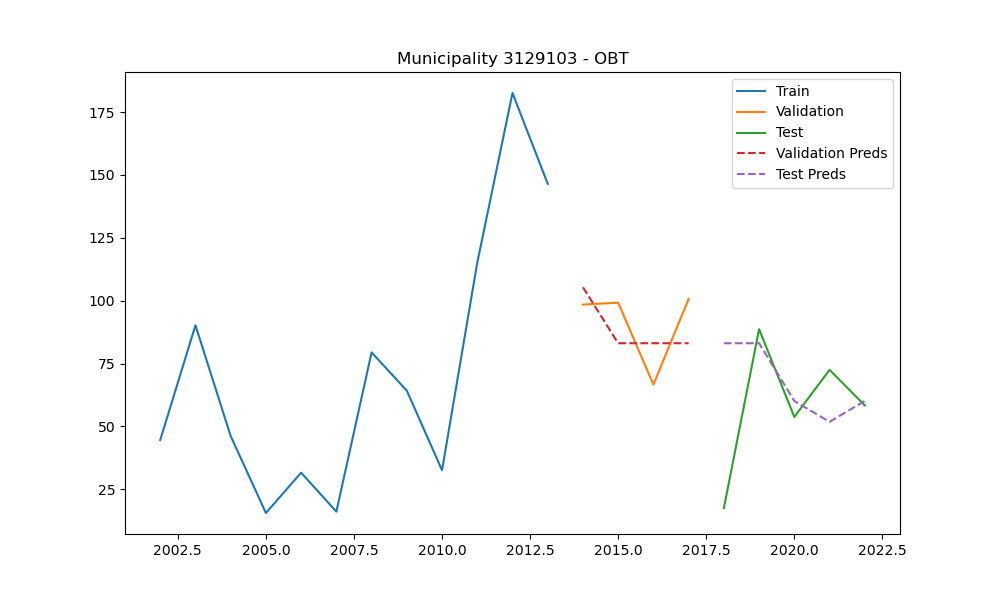 Municipality 3129103 - OBT
Train
Validation
Test
Validation Preds
Test Preds
175
150
125
100
75
50
25
2002.5 2005.0 2007.5 2010.0 2012.5 2015.0 2017.5 2020.0 2022.5